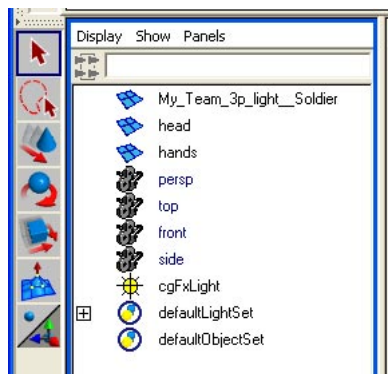 Display Show Panels
My_Team_3p_light__Soldier
head
hands
persp
top
front
side
cgFxLight
defaultLightSet
defaultObjectSet